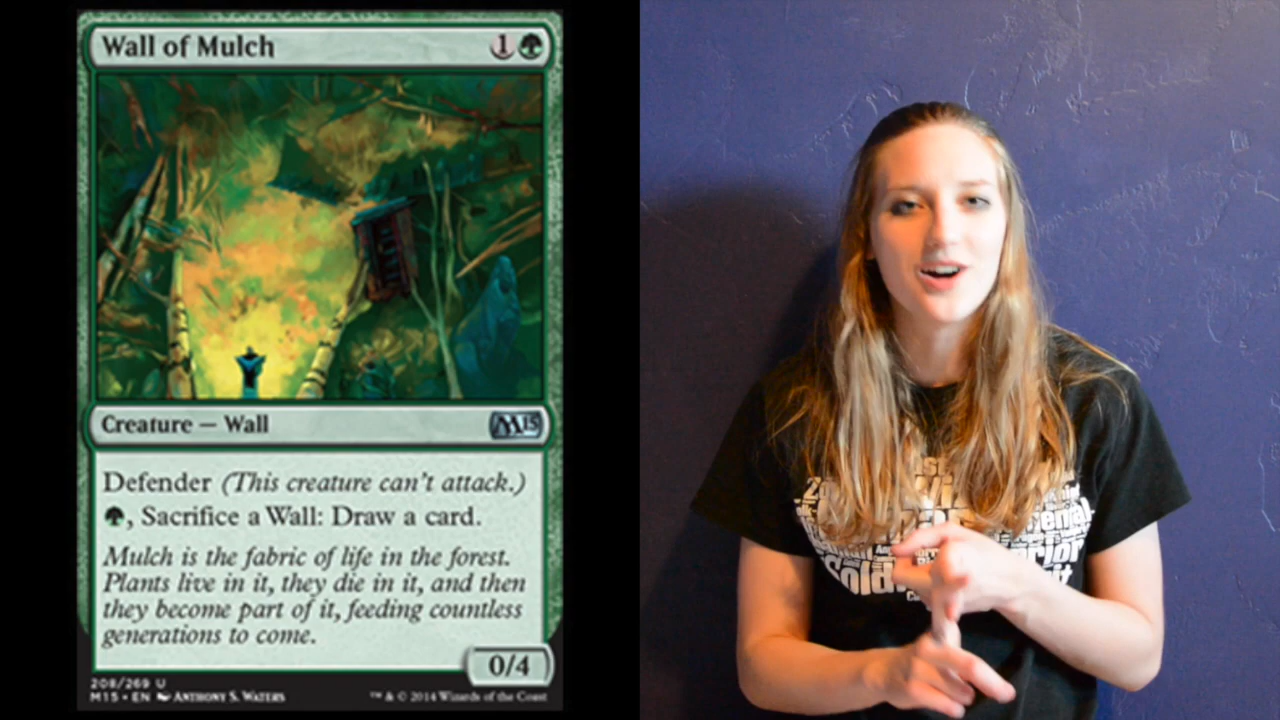 Wall of Mulch 1
Creature — Wall M15
Defender (This creature can't attack.)
, Sacrifice a Wall: Draw a card.
Mulch is the fabric of life in the forest.
Plants live in it, they die in it, and then
they become part of it, feeding countless
generations to come.
0/4
208/269 U
M15 • EN ANTHONY S. WATERS ™ & © 2014 Wizards of the Coast